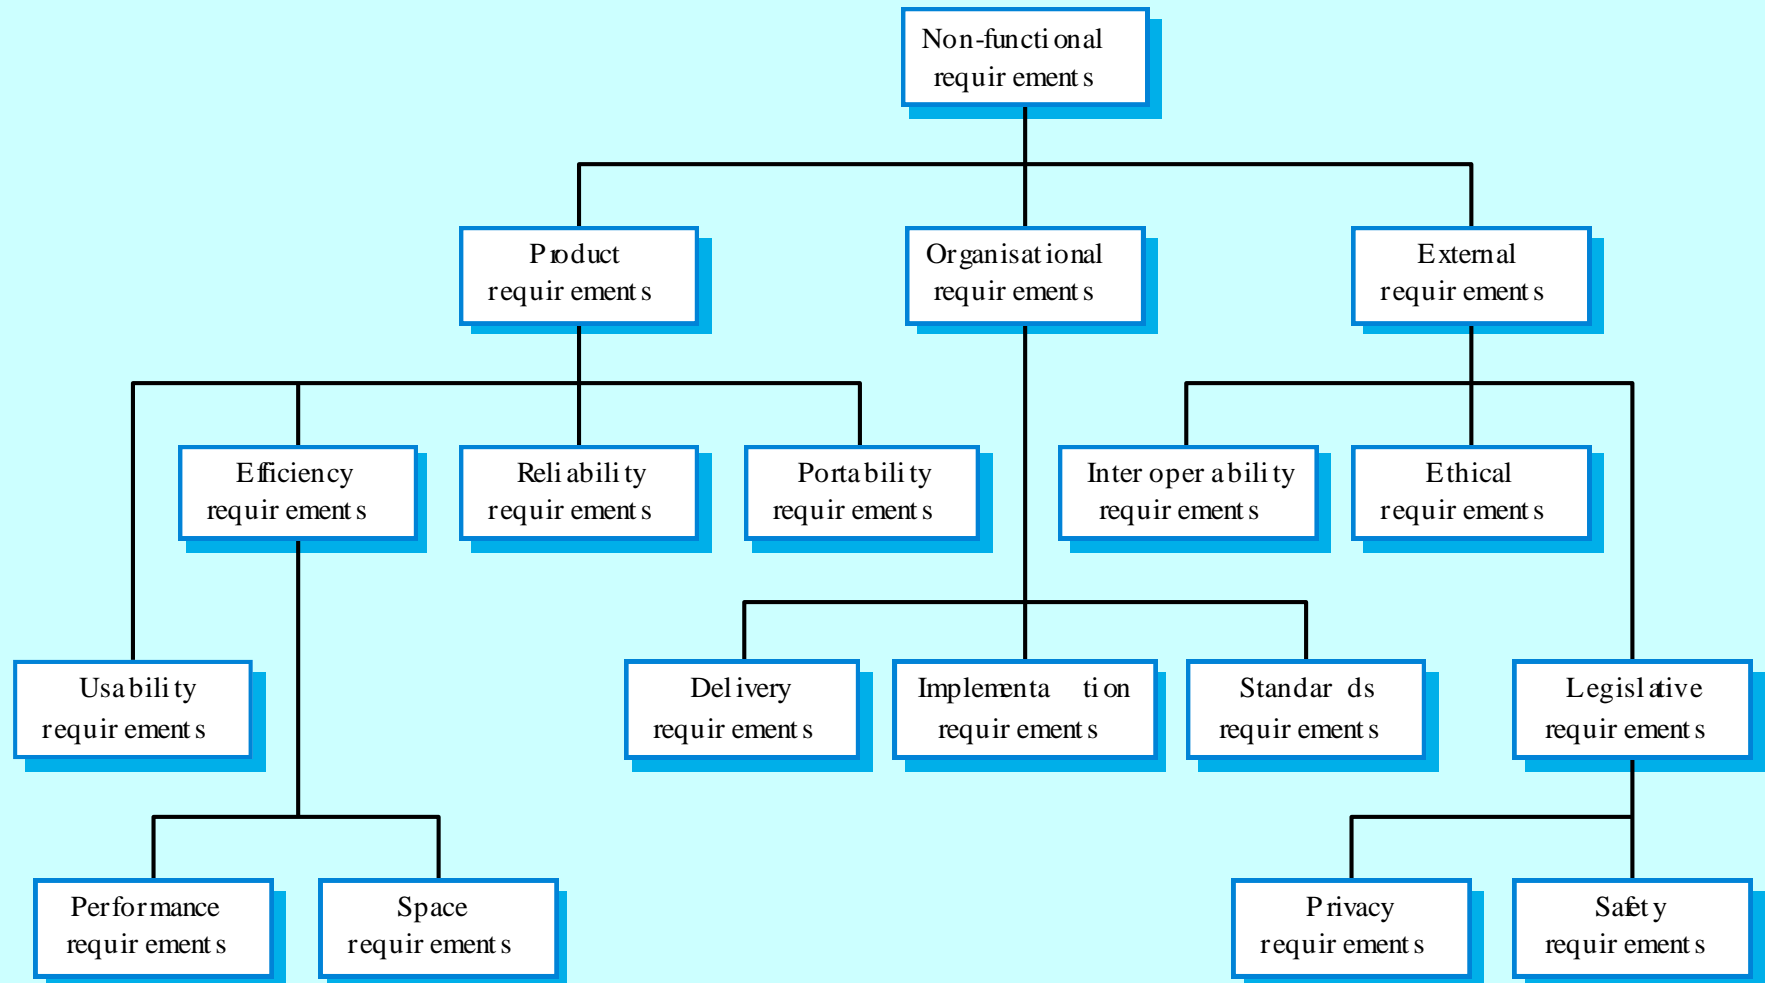 Non-functional
requirements
Product
requirements
Organisational
requirements
External
requirements
Efficiency
requirements
Reliability
requirements
Portability
requirements
Interoperability
requirements
Ethical
requirements
Usability
requirements
Delivery
requirements
Implementation
requirements
Standards
requirements
Legislative
requirements
Performance
requirements
Space
requirements
Privacy
requirements
Safety
requirements